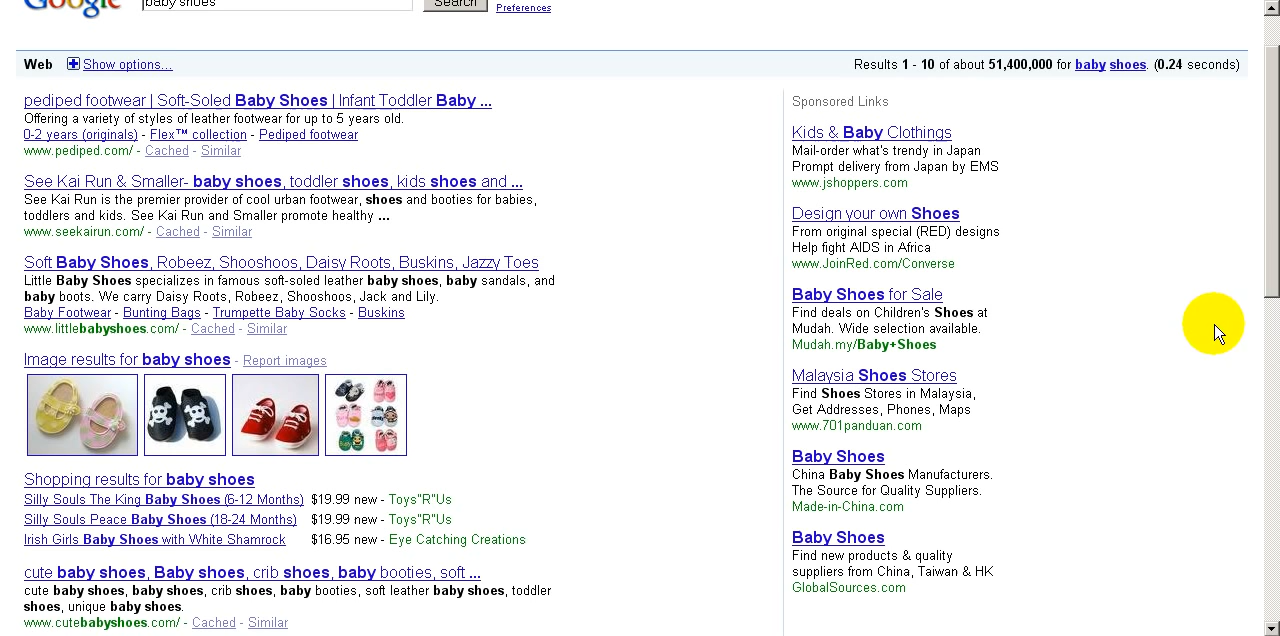 Google baby shoes Search Preferences
Web Show options... Results 1 - 10 of about 51,400,000 for baby shoes. (0.24 seconds)
pediped footwear | Soft-Soled Baby Shoes | Infant Toddler Baby ...
Offering a variety of styles of leather footwear for up to 5 years old.
0-2 years (originals) - Flex™ collection - Pediped footwear
www.pediped.com/ - Cached - Similar
See Kai Run & Smaller- baby shoes, toddler shoes, kids shoes and ...
See Kai Run is the premier provider of cool urban footwear, shoes and booties for babies,
toddlers and kids. See Kai Run and Smaller promote healthy ...
www.seekairun.com/ - Cached - Similar
Soft Baby Shoes, Robeez, Shooshoos, Daisy Roots, Buskins, Jazzy Toes
Little Baby Shoes specializes in famous soft-soled leather baby shoes, baby sandals, and
baby boots. We carry Daisy Roots, Robeez, Shooshoos, Jack and Lily.
Baby Footwear - Bunting Bags - Trumpette Baby Socks - Buskins
www.littlebabyshoes.com/ - Cached - Similar
Image results for baby shoes - Report images
Shopping results for baby shoes
Silly Souls The King Baby Shoes (6-12 Months) $19.99 new - Toys"R"Us
Silly Souls Peace Baby Shoes (18-24 Months) $19.99 new - Toys"R"Us
Irish Girls Baby Shoes with White Shamrock $16.95 new - Eye Catching Creations
cute baby shoes, Baby shoes, crib shoes, baby booties, soft ...
cute baby shoes, baby shoes, crib shoes, baby booties, soft leather baby shoes, toddler
shoes, unique baby shoes.
www.cutebabyshoes.com/ - Cached - Similar
Sponsored Links
Kids & Baby Clothings
Mail-order what's trendy in Japan
Prompt delivery from Japan by EMS
www.jshoppers.com
Design your own Shoes
From original special (RED) designs
Help fight AIDS in Africa
www.JoinRed.com/Converse
Baby Shoes for Sale
Find deals on Children's Shoes at
Mudah. Wide selection available.
Mudah.my/Baby+Shoes
Malaysia Shoes Stores
Find Shoes Stores in Malaysia,
Get Addresses, Phones, Maps
www.701panduan.com
Baby Shoes
China Baby Shoes Manufacturers.
The Source for Quality Suppliers.
Made-in-China.com
Baby Shoes
Find new products & quality
suppliers from China, Taiwan & HK
GlobalSources.com